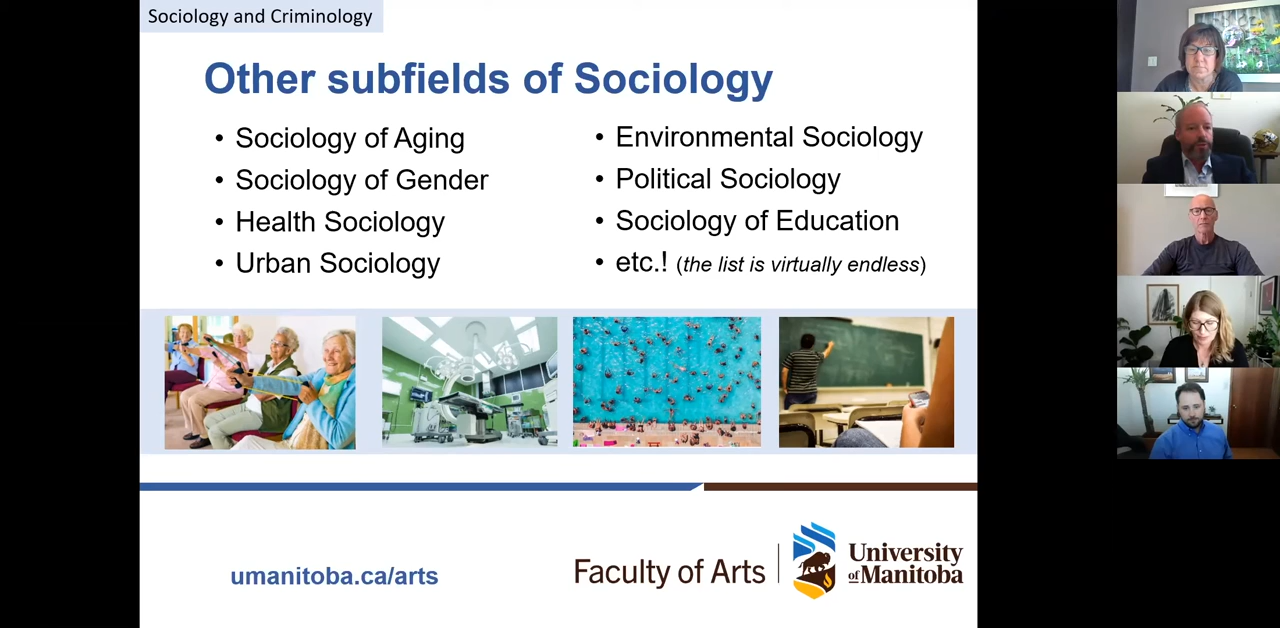 Sociology and Criminology
Other subfields of Sociology
• Sociology of Aging
• Sociology of Gender
• Health Sociology
• Urban Sociology
• Environmental Sociology
• Political Sociology
• Sociology of Education
• etc.! (the list is virtually endless)
umanitoba.ca/arts
Faculty of Arts
University
of Manitoba